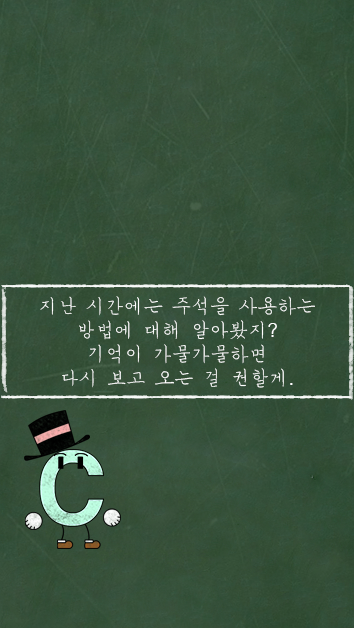 지난 시간에는 주석을 사용하는
방법에 대해 알아봤지?
기억이 가물가물하면
다시 보고 오는 걸 권할게.
C